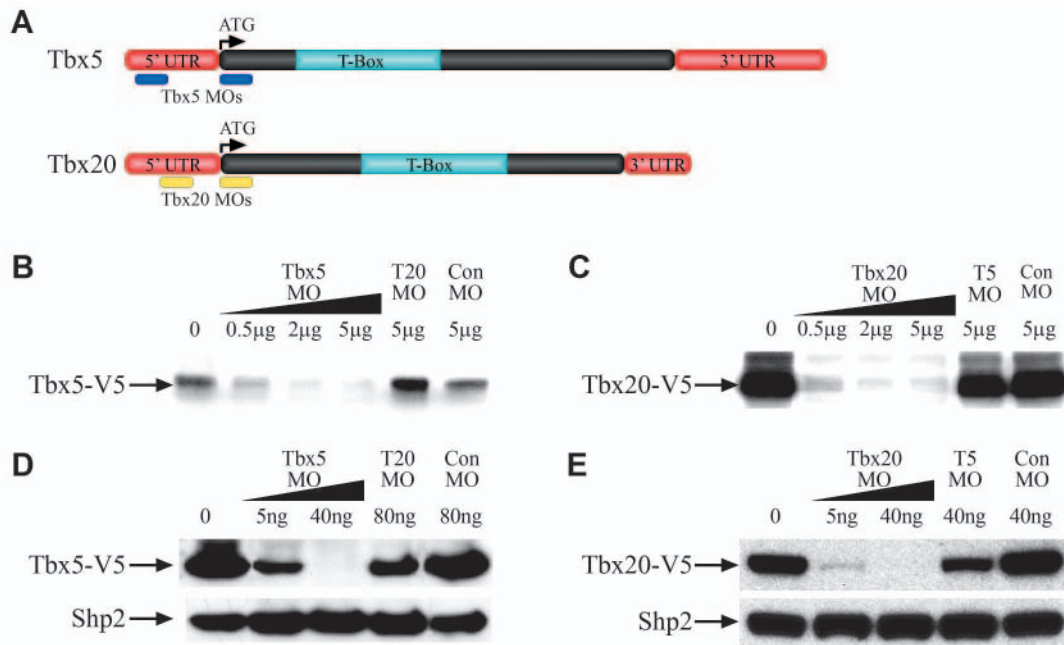 A
ATG
Tbx5 5' UTR T-Box 3' UTR
Tbx5 MOs
ATG
Tbx20 5' UTR T-Box 3' UTR
Tbx20 MOs
B
Tbx5 T20 Con
MO MO MO
0 0.5µg 2µg 5µg 5µg 5µg
Tbx5-V5
C
Tbx20 T5 Con
MO MO MO
0 0.5µg 2µg 5µg 5µg 5µg
Tbx20-V5
D
Tbx5 T20 Con
MO MO MO
0 5ng 40ng 80ng 80ng
Tbx5-V5
Shp2
E
Tbx20 T5 Con
MO MO MO
0 5ng 40ng 40ng 40ng
Tbx20-V5
Shp2